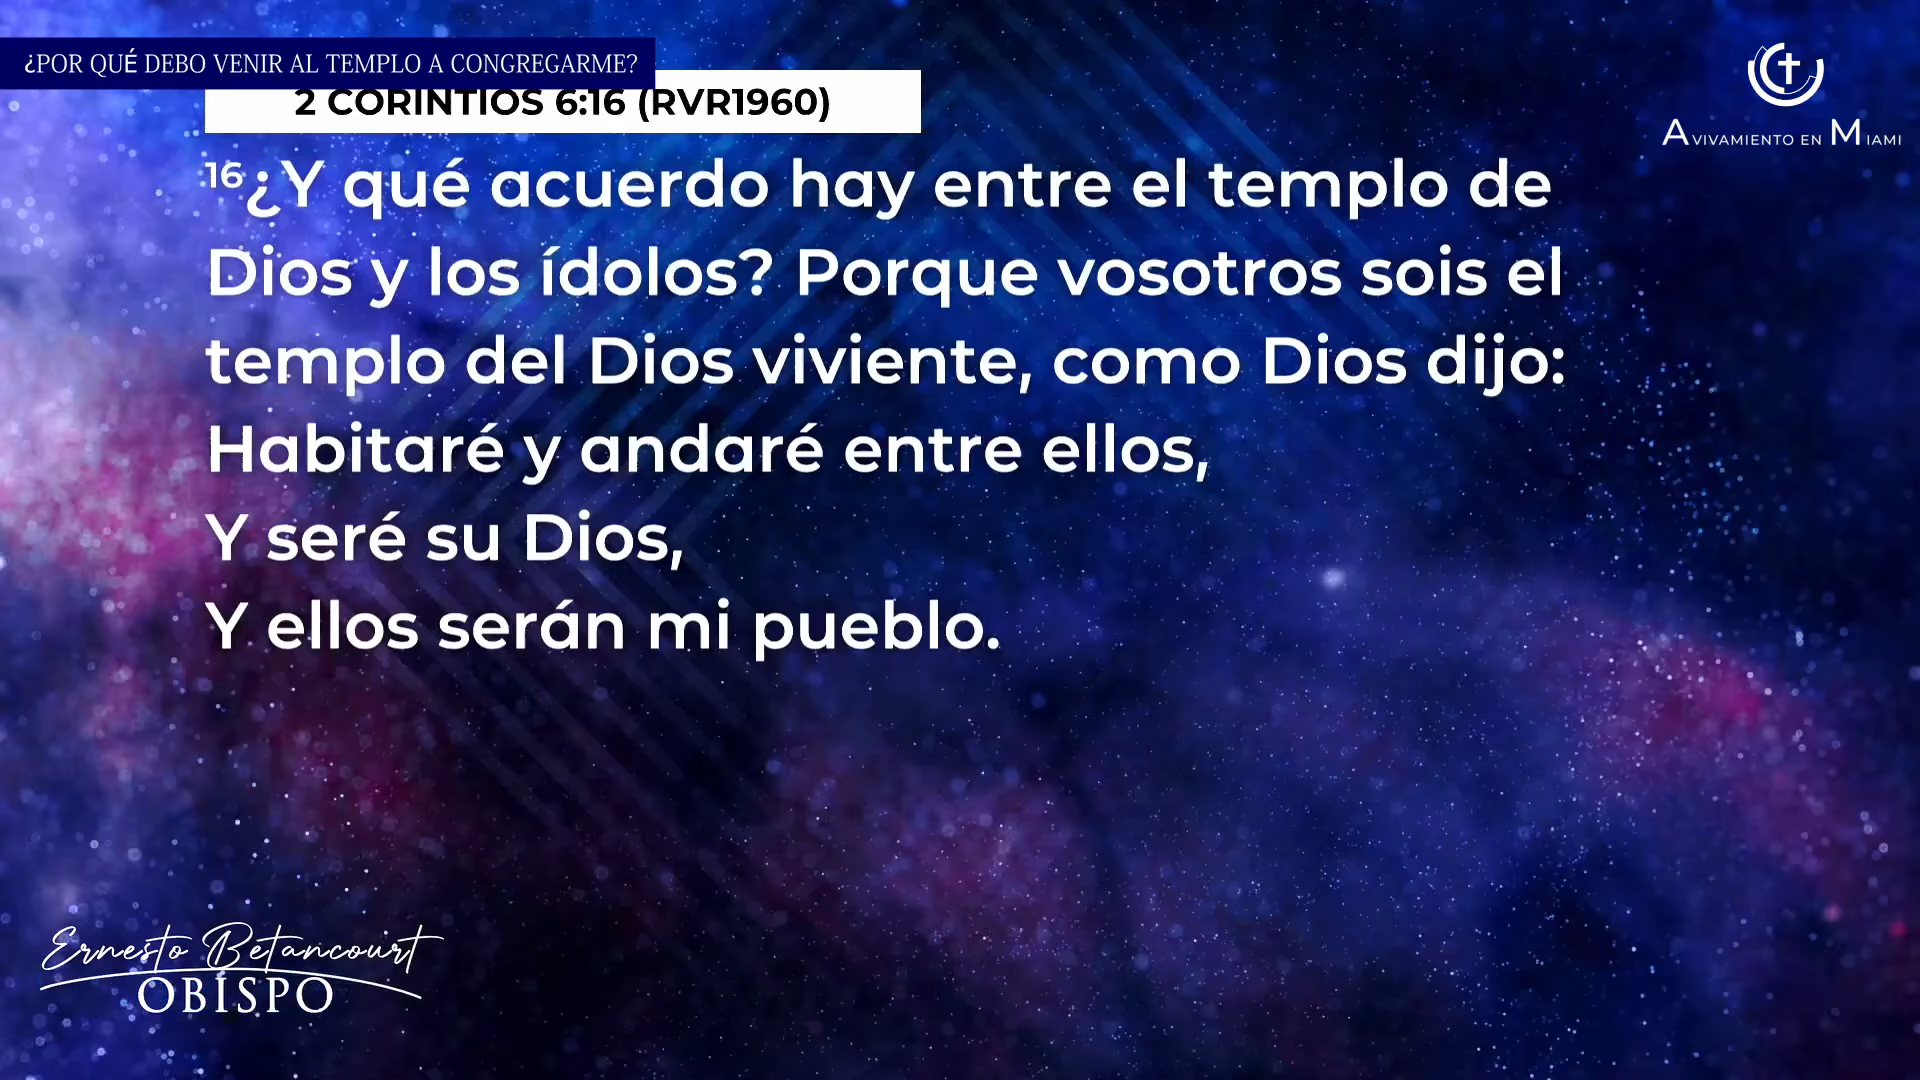 ¿POR QUÉ DEBO VENIR AL TEMPLO A CONGREGARME?
2 CORINTIOS 6:16 (RVR1960)
AVIVAMIENTO EN MIAMI
16¿Y qué acuerdo hay entre el templo de
Dios y los ídolos? Porque vosotros sois el
templo del Dios viviente, como Dios dijo:
Habitaré y andaré entre ellos,
Y seré su Dios,
Y ellos serán mi pueblo.
Ernesto Betancourt
OBISPO